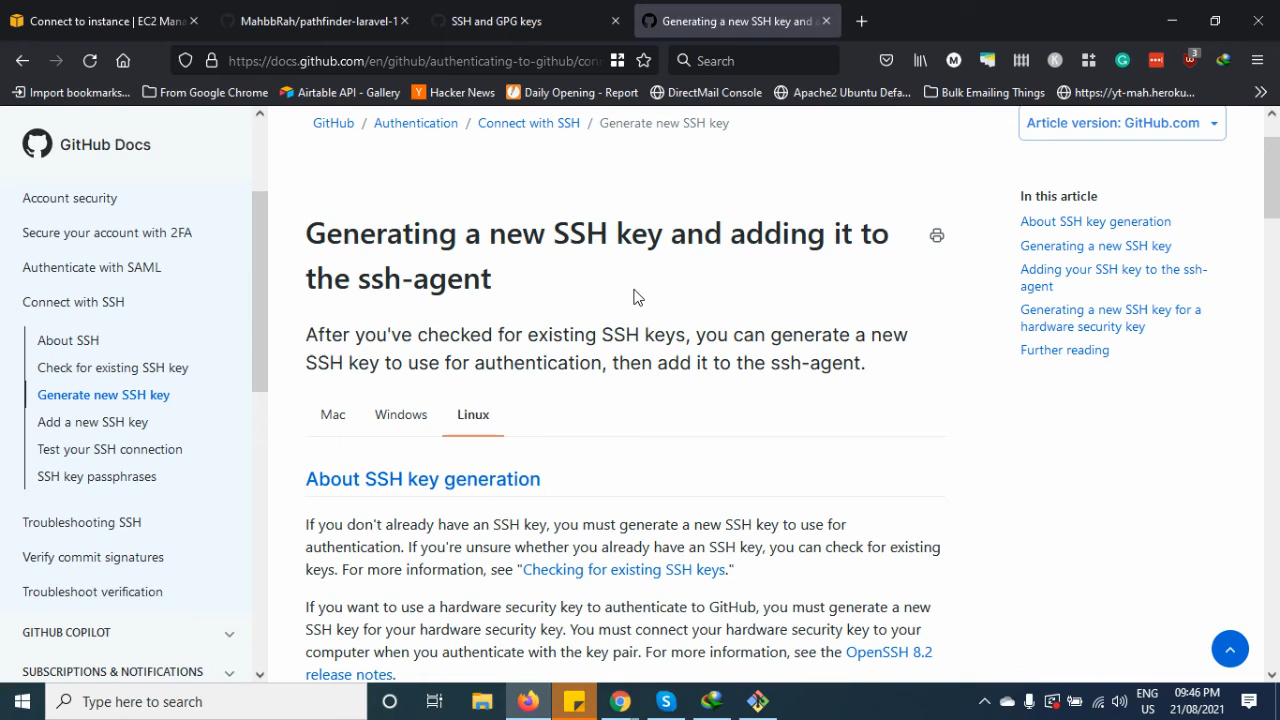 Connect to instance | EC2 Mana
MahbbRah/pathfinder-laravel-1
SSH and GPG keys
Generating a new SSH key and a
https://docs.github.com/en/github/authenticating-to-github/con
Search
3
Import bookmarks...
From Google Chrome
Airtable API - Gallery
Hacker News
Daily Opening - Report
DirectMail Console
Apache2 Ubuntu Defa...
Bulk Emailing Things
https://yt-mah.heroku...
GitHub Docs
Account security
Secure your account with 2FA
Authenticate with SAML
Connect with SSH
About SSH
Check for existing SSH key
Generate new SSH key
Add a new SSH key
Test your SSH connection
SSH key passphrases
Troubleshooting SSH
Verify commit signatures
Troubleshoot verification
GITHUB COPILOT
SUBSCRIPTIONS & NOTIFICATIONS
GitHub / Authentication / Connect with SSH / Generate new SSH key
Article version: GitHub.com
Generating a new SSH key and adding it to
the ssh-agent
After you've checked for existing SSH keys, you can generate a new
SSH key to use for authentication, then add it to the ssh-agent.
Mac Windows Linux
About SSH key generation
If you don't already have an SSH key, you must generate a new SSH key to use for
authentication. If you're unsure whether you already have an SSH key, you can check for existing
keys. For more information, see "Checking for existing SSH keys."
If you want to use a hardware security key to authenticate to GitHub, you must generate a new
SSH key for your hardware security key. You must connect your hardware security key to your
computer when you authenticate with the key pair. For more information, see the OpenSSH 8.2
release notes.
In this article
About SSH key generation
Generating a new SSH key
Adding your SSH key to the ssh-
agent
Generating a new SSH key for a
hardware security key
Further reading
Type here to search
ENG
US
09:46 PM
21/08/2021